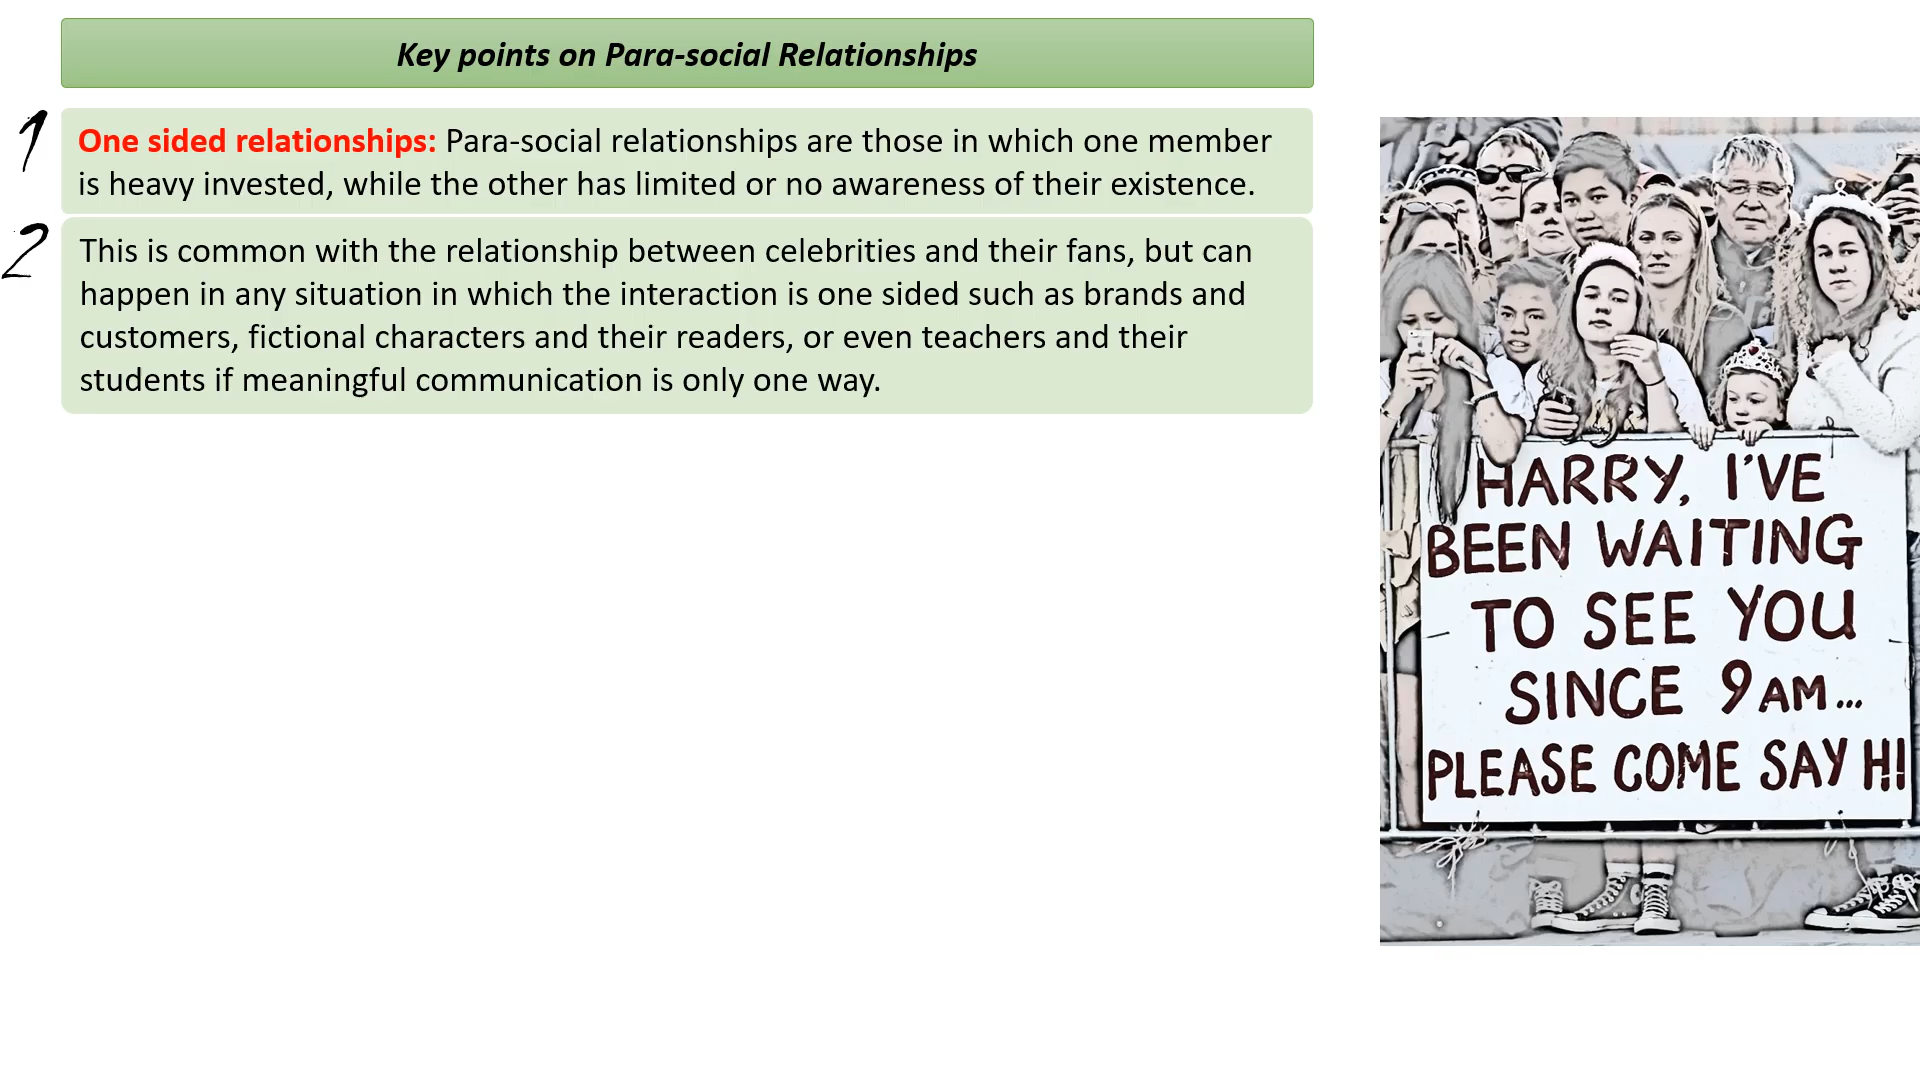 Key points on Para-social Relationships
1
One sided relationships: Para-social relationships are those in which one member
is heavy invested, while the other has limited or no awareness of their existence.
2
This is common with the relationship between celebrities and their fans, but can
happen in any situation in which the interaction is one sided such as brands and
customers, fictional characters and their readers, or even teachers and their
students if meaningful communication is only one way.
HARRY, I'VE
BEEN WAITING
TO SEE YOU
SINCE 9AM...
PLEASE COME SAY HI